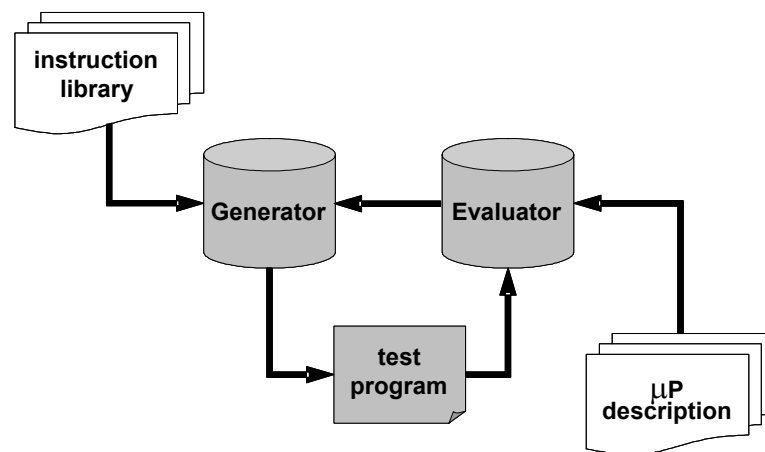 instruction
library
Generator
Evaluator
test
program
μP
description